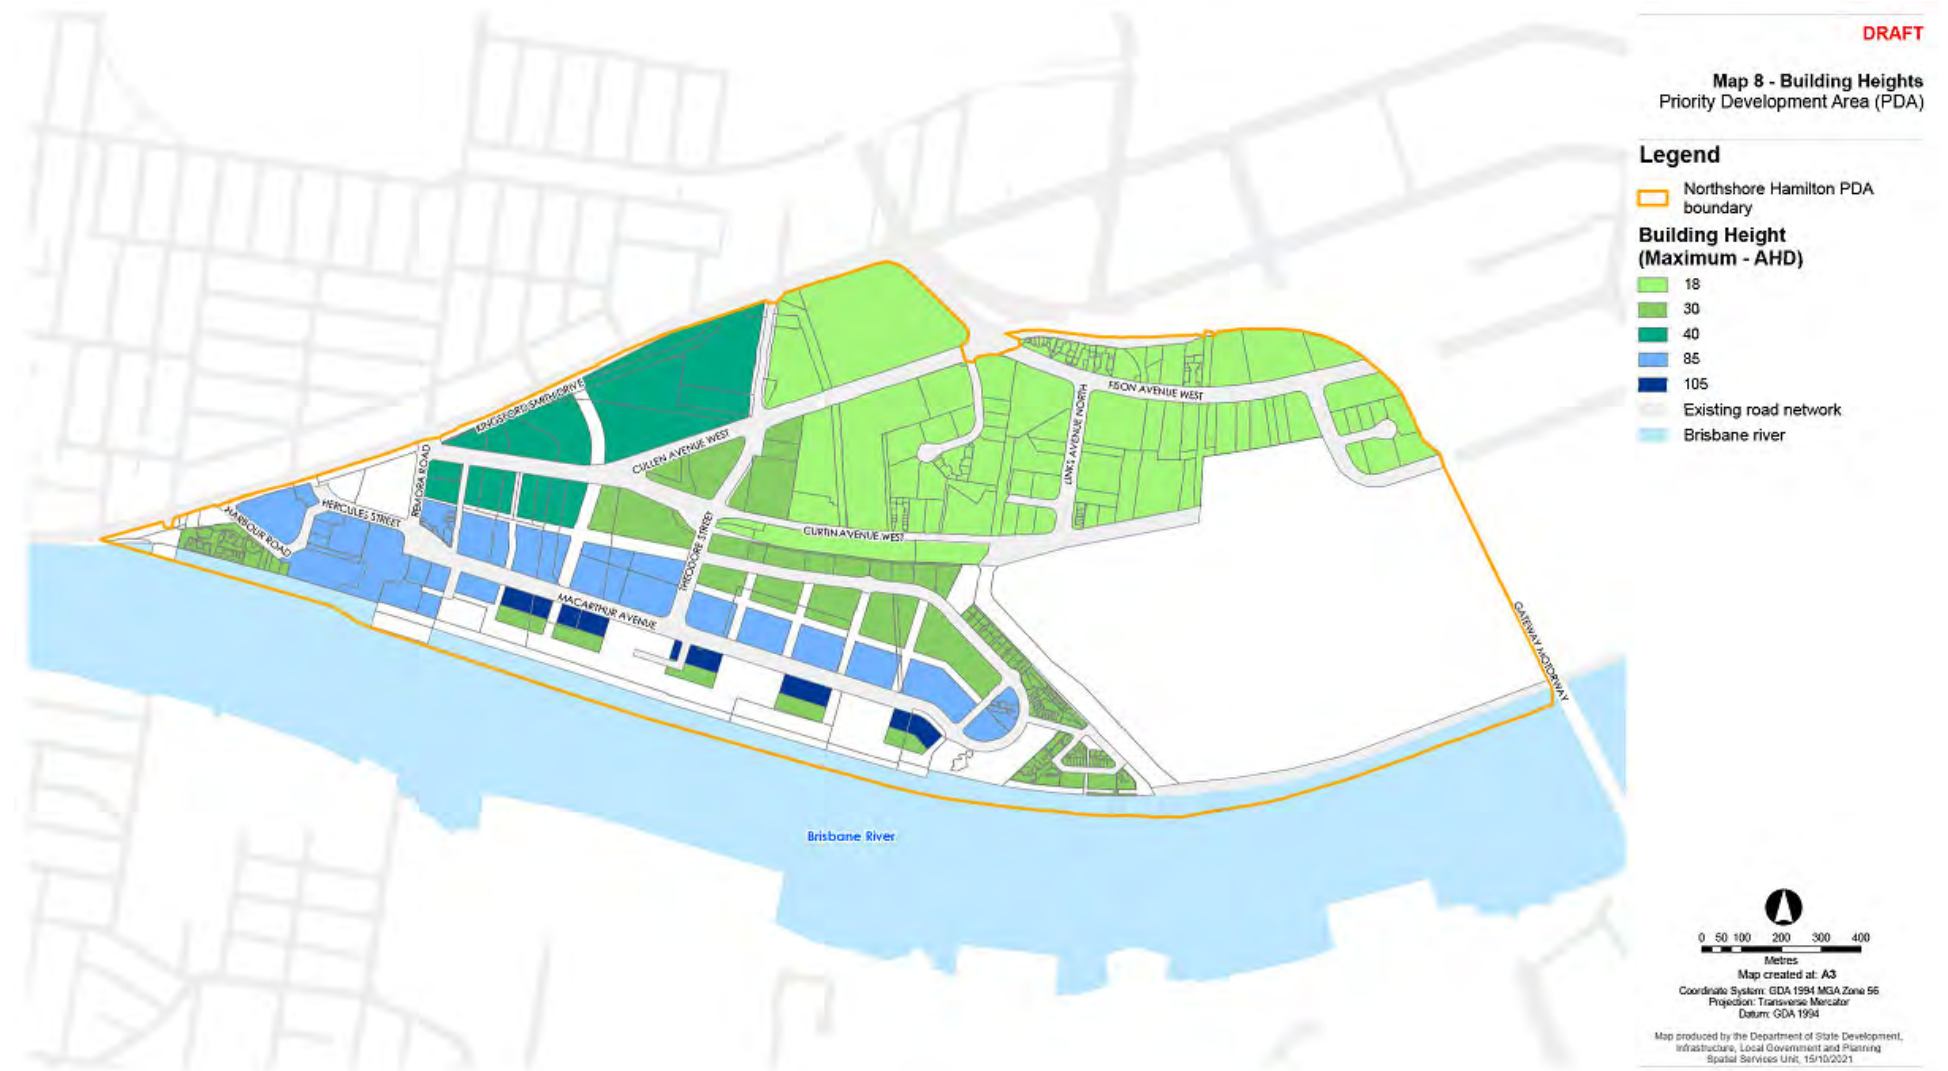 DRAFT
Map 8 - Building Heights
Priority Development Area (PDA)
Legend
Northshore Hamilton PDA
boundary
Building Height
(Maximum - AHD)
18
30
40
85
105
Existing road network
Brisbane river
KINGSFORD SMITH DRIVE
REMORA ROAD
CULLEN AVENUE WEST
HERCULES STREET
HARBOUR ROAD
THEODORE STREET
MACARTHUR AVENUE
CURTIN AVENUE WEST
LINKS AVENUE NORTH
FISON AVENUE WEST
GATEWAY MOTORWAY
Brisbane River
0 50 100 200 300 400
Metres
Map created at: A3
Coordinate System: GDA 1994 MGA Zone 56
Projection: Transverse Mercator
Datum: GDA 1994
Map produced by the Department of State Development,
Infrastructure, Local Government and Planning
Spatial Services Unit, 15/10/2021